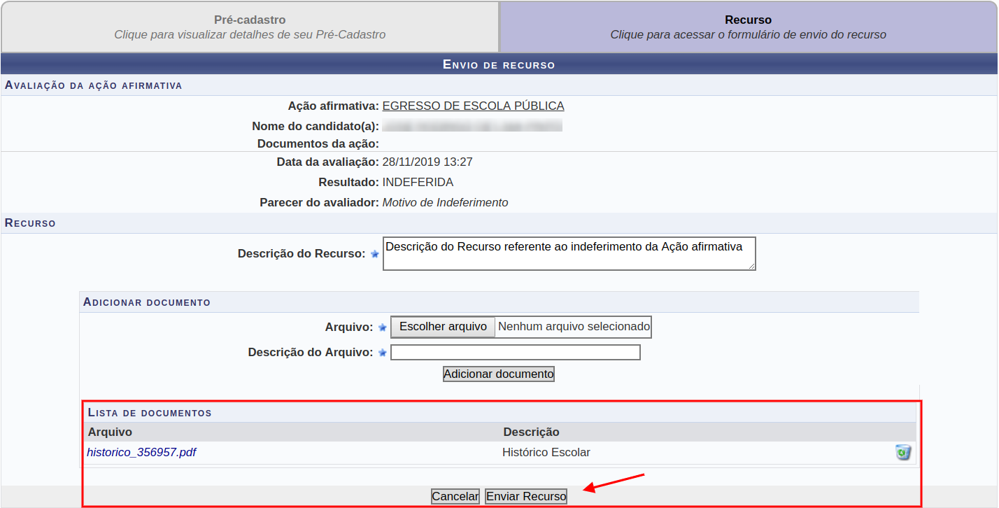 Pré-cadastro
Clique para visualizar detalhes de seu Pré-Cadastro
Recurso
Clique para acessar o formulário de envio do recurso
Envio de recurso
Avaliação da ação afirmativa
Ação afirmativa: EGRESSO DE ESCOLA PÚBLICA
Nome do candidato(a):
Documentos da ação:
Data da avaliação: 28/11/2019 13:27
Resultado: INDEFERIDA
Parecer do avaliador: Motivo de Indeferimento
Recurso
Descrição do Recurso: Descrição do Recurso referente ao indeferimento da Ação afirmativa
Adicionar documento
Arquivo: Escolher arquivo Nenhum arquivo selecionado
Descrição do Arquivo:
Adicionar documento
Lista de documentos
Arquivo Descrição
historico_356957.pdf Histórico Escolar
Cancelar Enviar Recurso